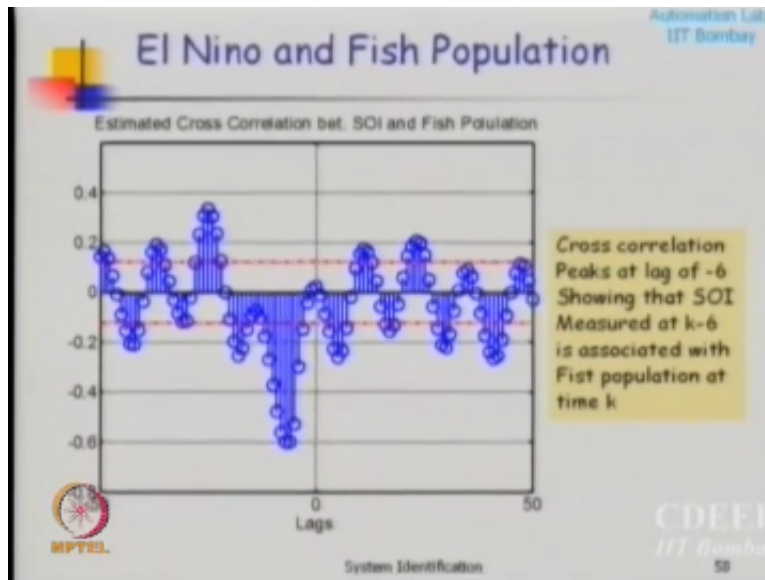 Automation Lab
IIT Bombay
El Nino and Fish Population
Estimated Cross Correlation bet. SOI and Fish Polulation
0.4
0.2
0
-0.2
-0.4
-0.6
0
50
Lags
Cross correlation
Peaks at lag of -6
Showing that SOI
Measured at k-6
is associated with
Fist population at
time k
NPTEL
CDEEP
IIT Bombay
System Identification
58